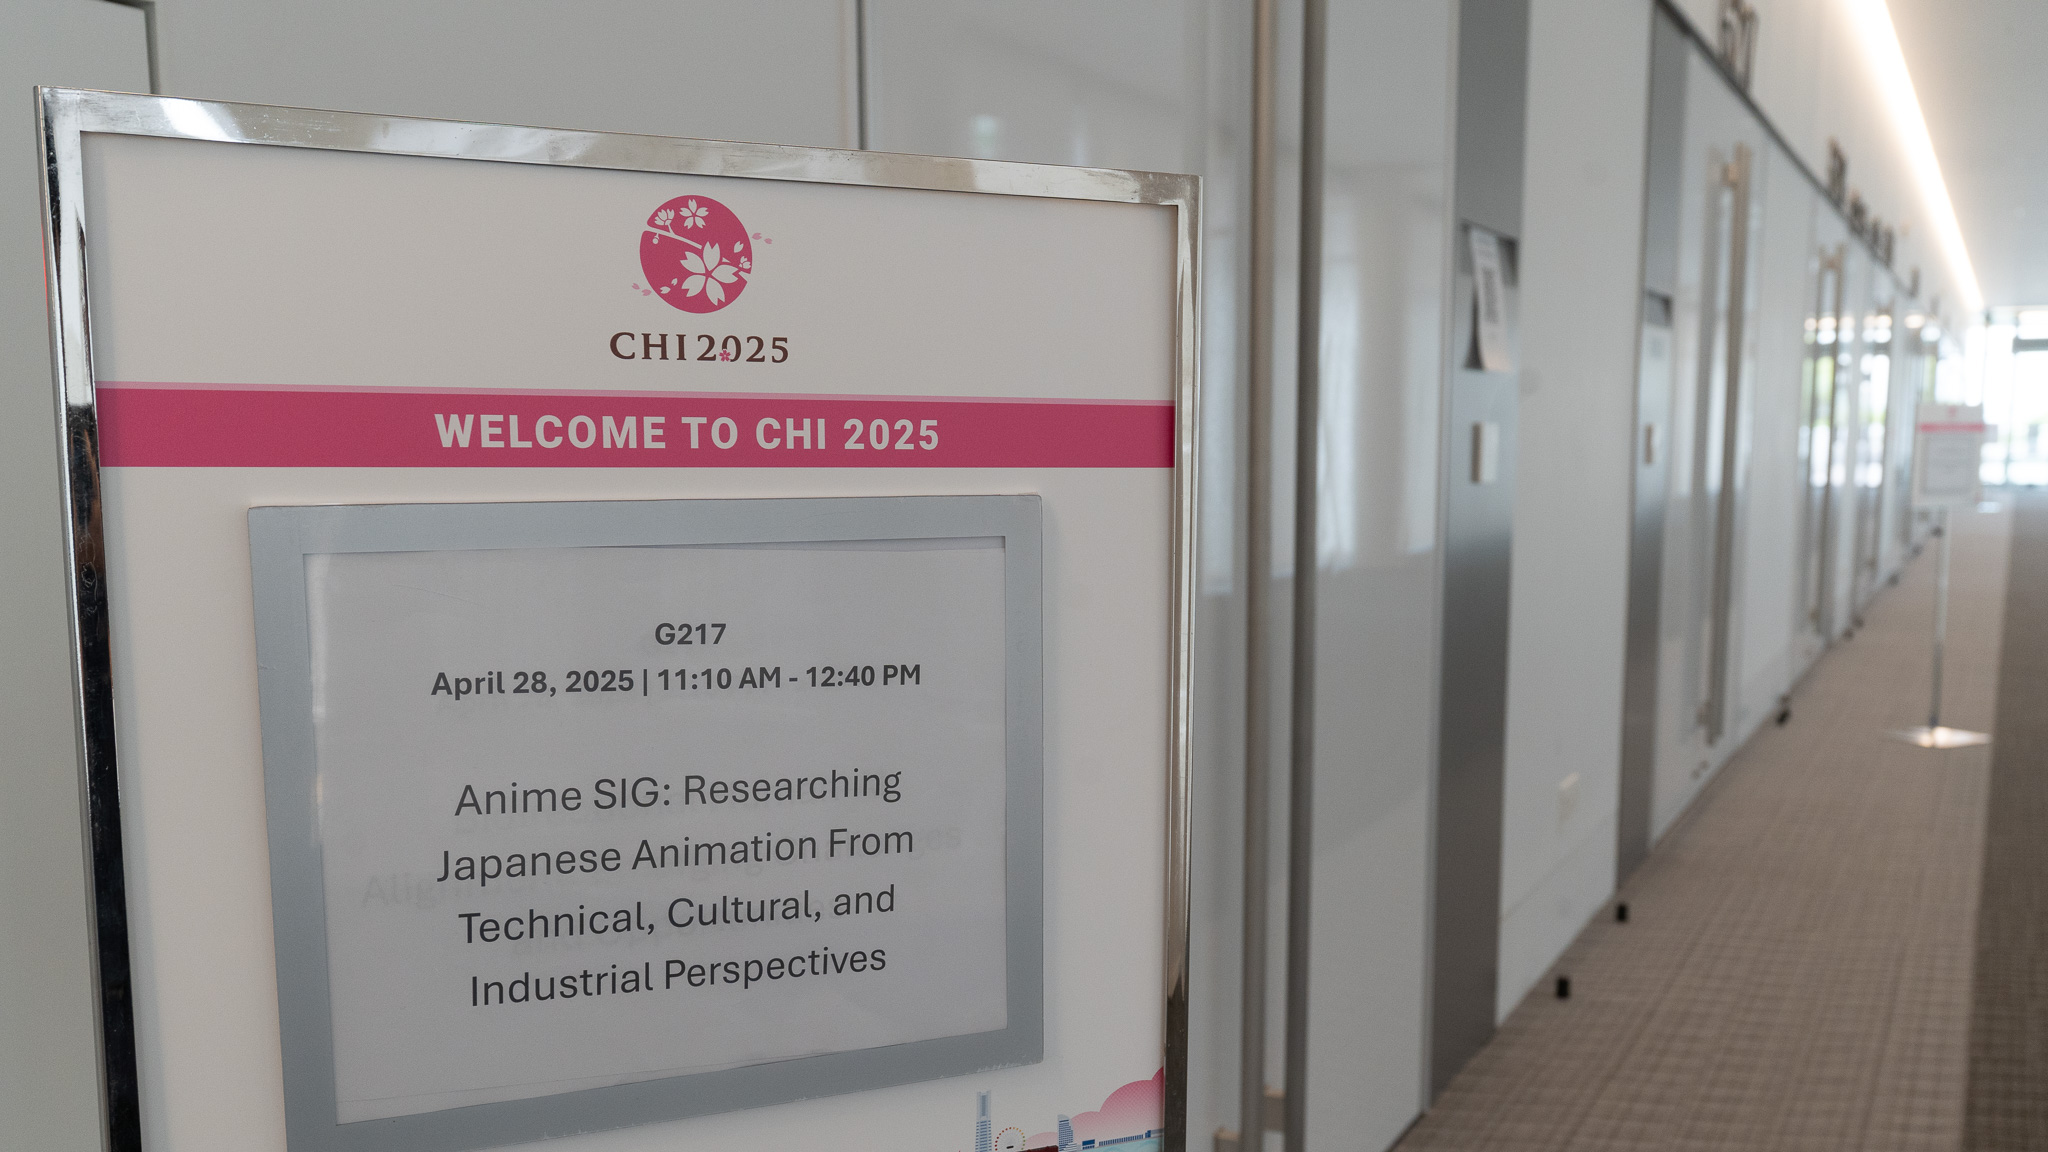 CHI 2025
WELCOME TO CHI 2025
G217
April 28, 2025 | 11:10 AM - 12:40 PM
Anime SIG: Researching
Japanese Animation From
Technical, Cultural, and
Industrial Perspectives